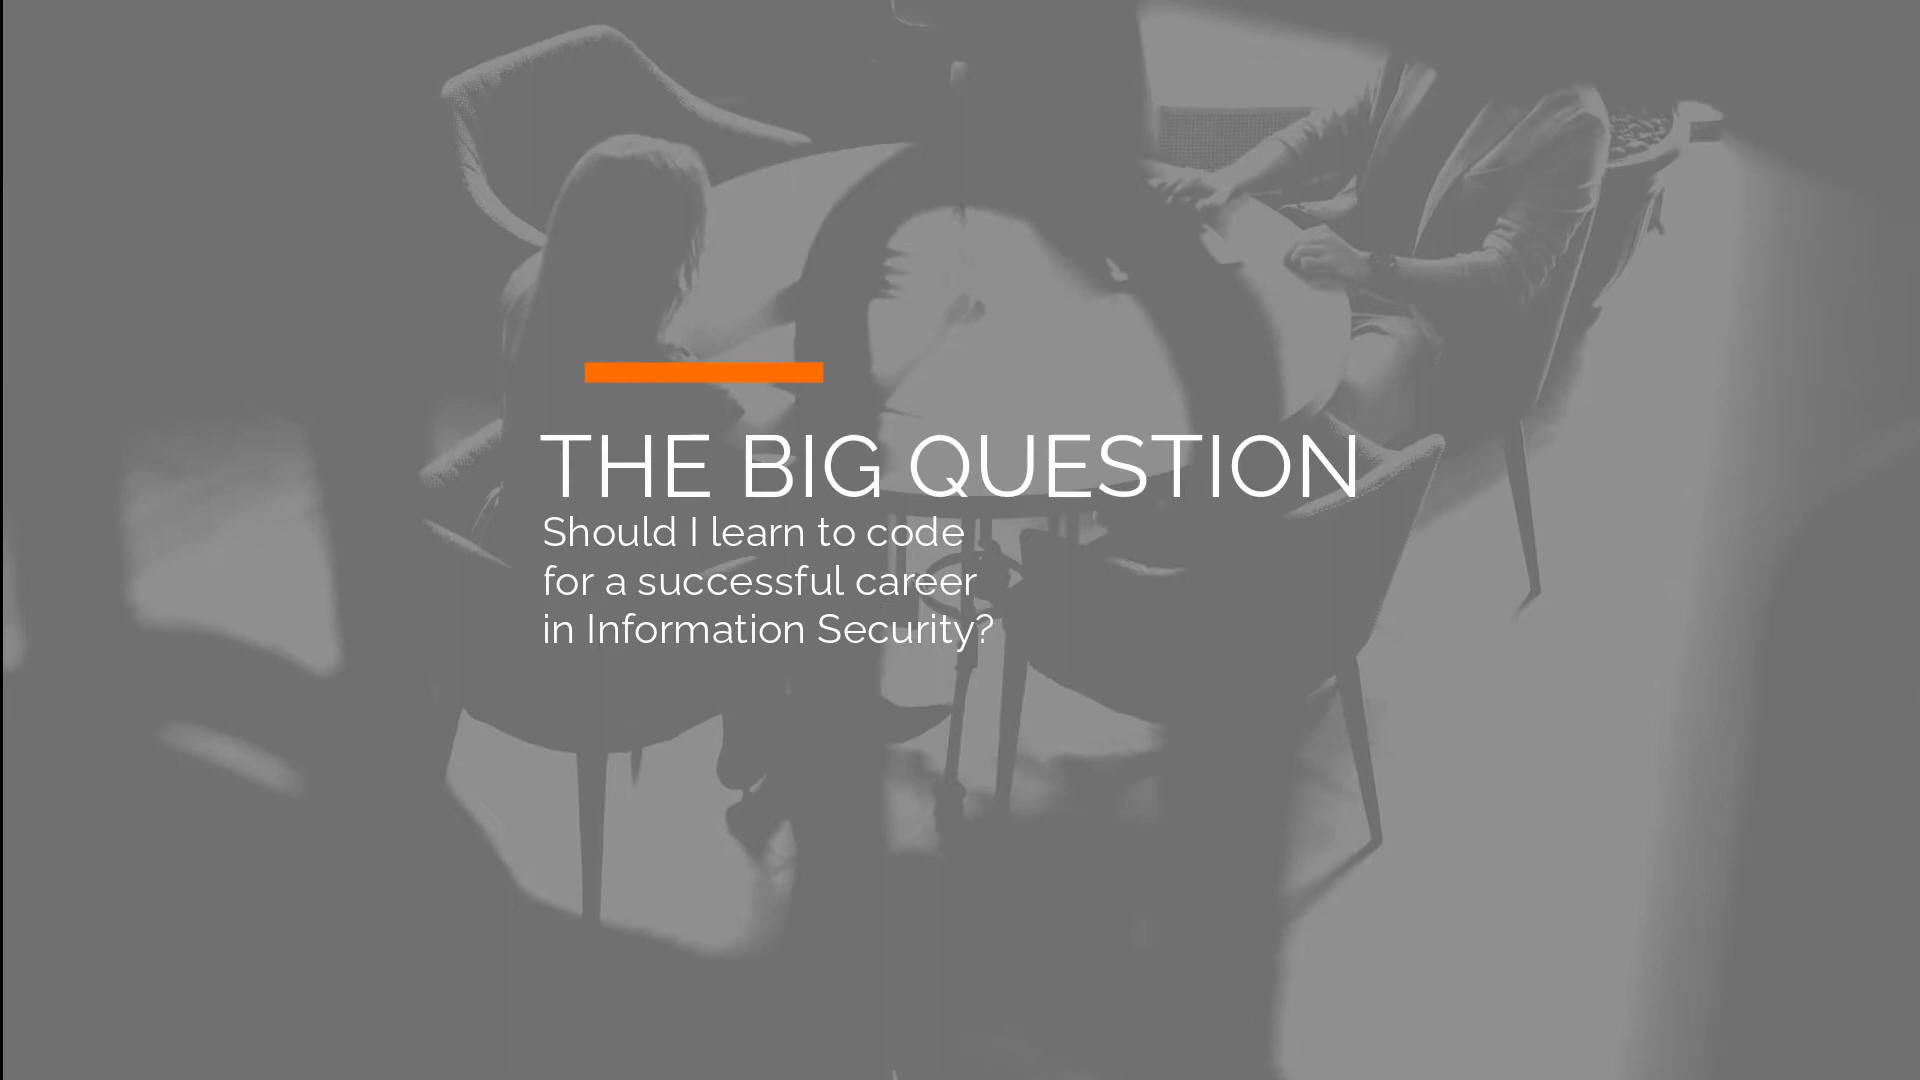 THE BIG QUESTION
Should I learn to code
for a successful career
in Information Security?